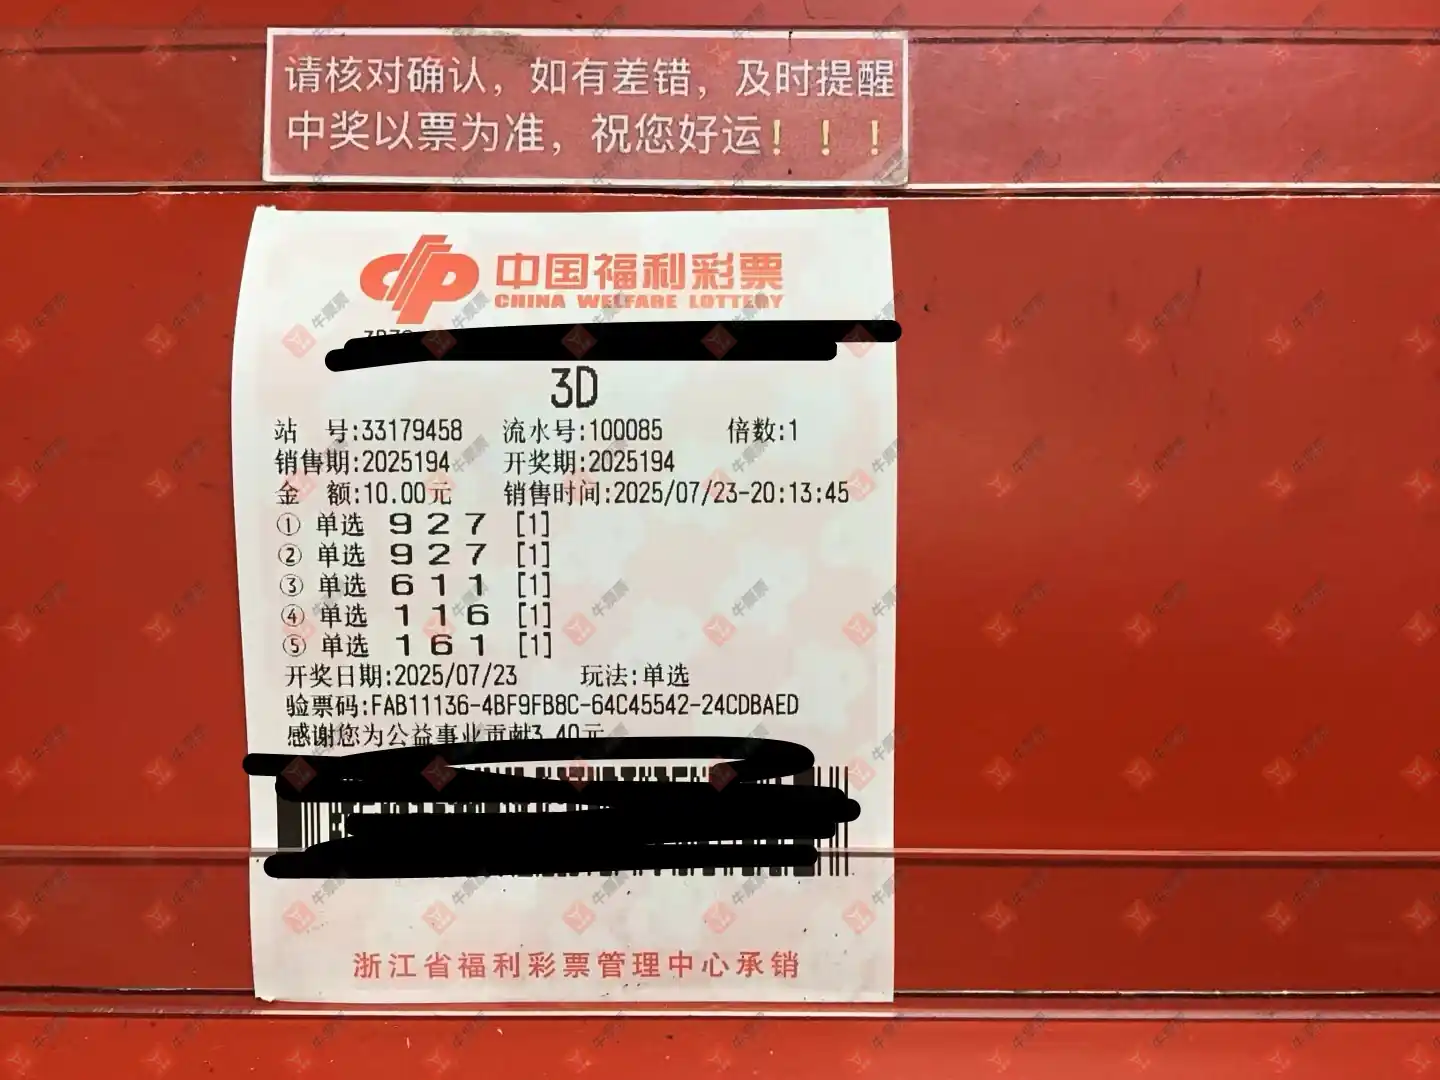 请核对确认，如有差错，及时提醒
中奖以票为准，祝您好运！！！
中国福利彩票
CHINA WELFARE LOTTERY
3D
站 号:33179458 流水号:100085 倍数:1
销售期:2025194 开奖期:2025194
金 额:10.00元 销售时间:2025/07/23-20:13:45
① 单选 9 2 7 [1]
② 单选 9 2 7 [1]
③ 单选 6 1 1 [1]
④ 单选 1 1 6 [1]
⑤ 单选 1 6 1 [1]
开奖日期:2025/07/23 玩法:单选
验票码:FAB11136-4BF9FB8C-64C45542-24CDBAED
感谢您为公益事业贡献3.40元
浙江省福利彩票管理中心承销
牛票票